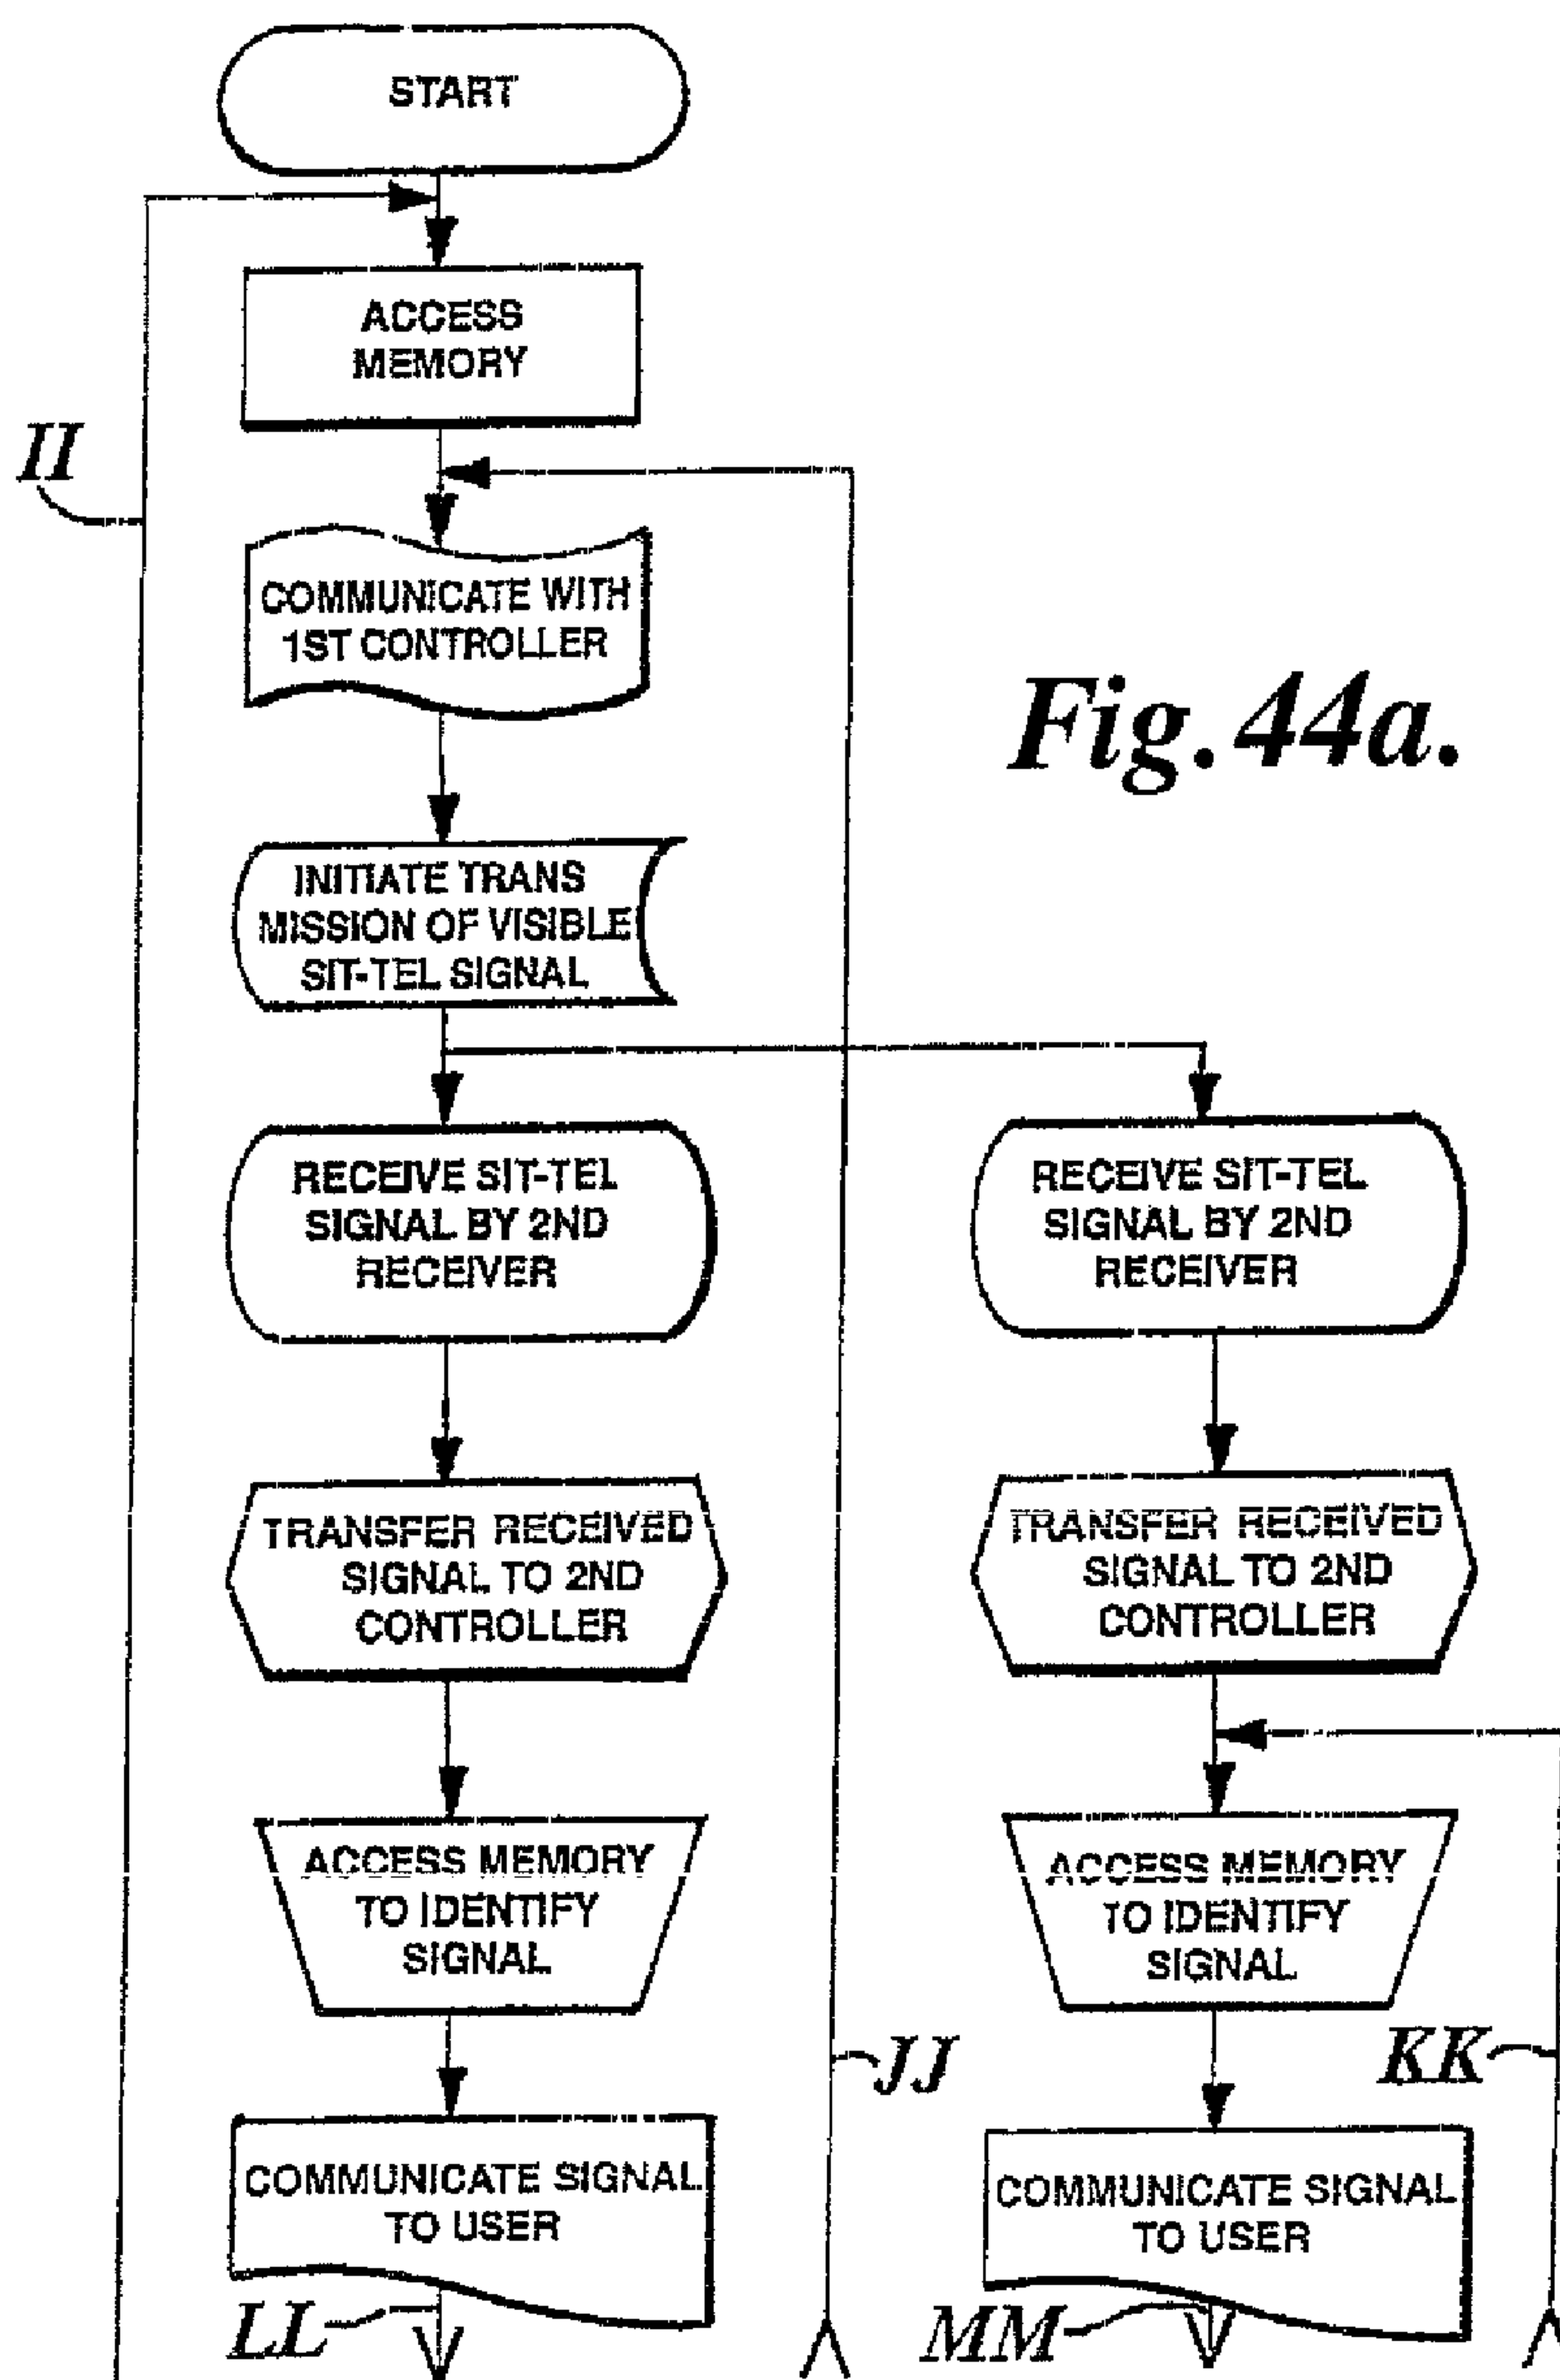 START
ACCESS
MEMORY
II
COMMUNICATE WITH
1ST CONTROLLER
Fig. 44a.
INITIATE TRANS
MISSION OF VISIBLE
SIT-TEL SIGNAL
RECEIVE SIT-TEL
SIGNAL BY 2ND
RECEIVER
RECEIVE SIT-TEL
SIGNAL BY 2ND
RECEIVER
TRANSFER RECEIVED
SIGNAL TO 2ND
CONTROLLER
TRANSFER RECEIVED
SIGNAL TO 2ND
CONTROLLER
ACCESS MEMORY
TO IDENTIFY
SIGNAL
ACCESS MEMORY
TO IDENTIFY
SIGNAL
JJ
KK
COMMUNICATE SIGNAL
TO USER
COMMUNICATE SIGNAL
TO USER
LL
MM